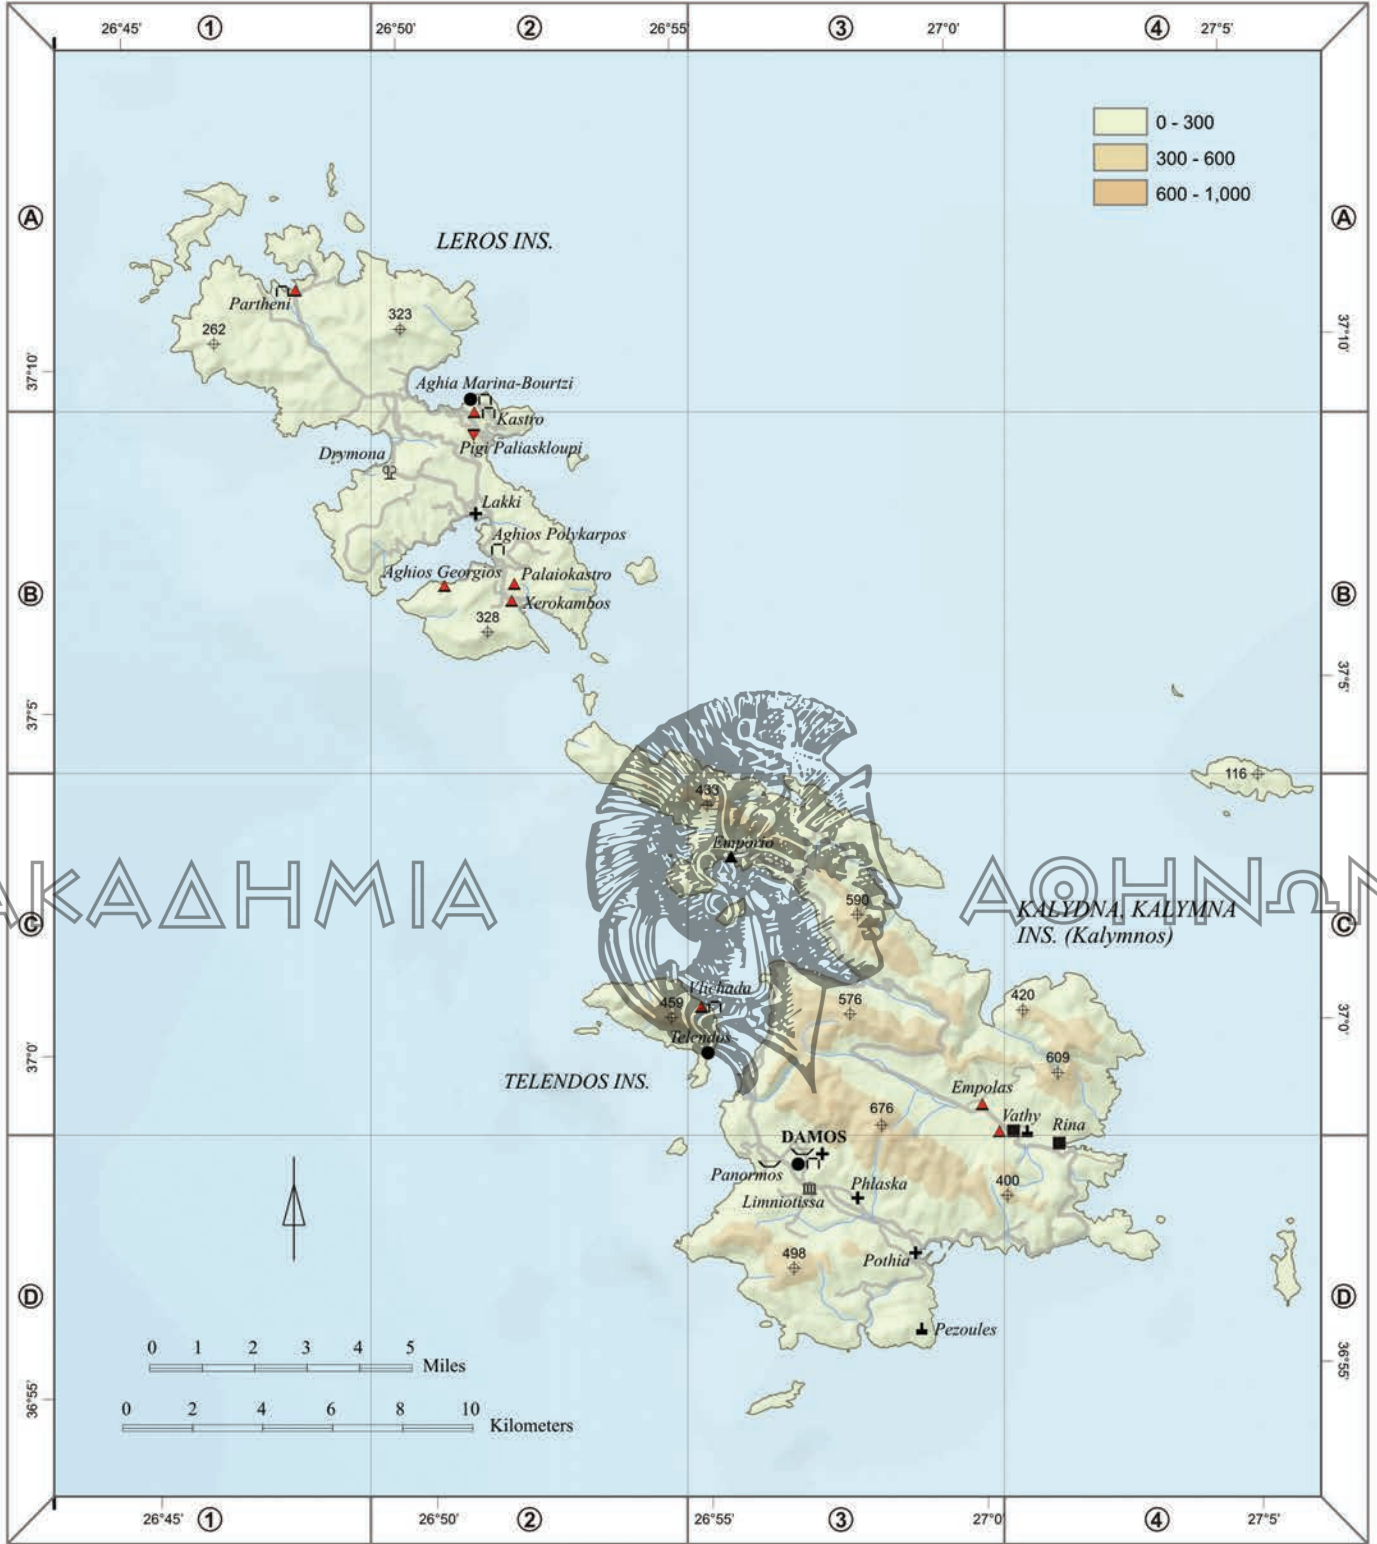 26°45'
①
26°50'
②
26°55'
③
27°0'
④
27°5'
0 - 300
300 - 600
600 - 1,000
Ⓐ
Ⓐ
LEROS INS.
Partheni
262
323
37°10'
37°10'
Aghia Marina-Bourtzi
Kastro
Pigi Paliaskloupi
Drymona
Lakki
Aghios Polykarpos
Aghios Georgios
Palaiokastro
Xerokambos
328
Ⓑ
Ⓑ
37°5'
37°5'
116
433
Emporio
ΑΚΑΔΗΜΙΑ
ΑΘΗΝΩΝ
590
KALYDNA, KALYMNA
INS. (Kalymnos)
Ⓒ
Ⓒ
Vlichada
459
576
420
37°0'
37°0'
Telendos
TELENDOS INS.
609
Empolas
Vathy
Rina
676
DAMOS
Panormos
Limniotissa
Phlaska
400
498
Pothia
Ⓓ
Ⓓ
Pezoules
0 1 2 3 4 5
Miles
36°55'
36°55'
0 2 4 6 8 10
Kilometers
26°45'
①
26°50'
②
26°55'
③
27°0'
④
27°5'